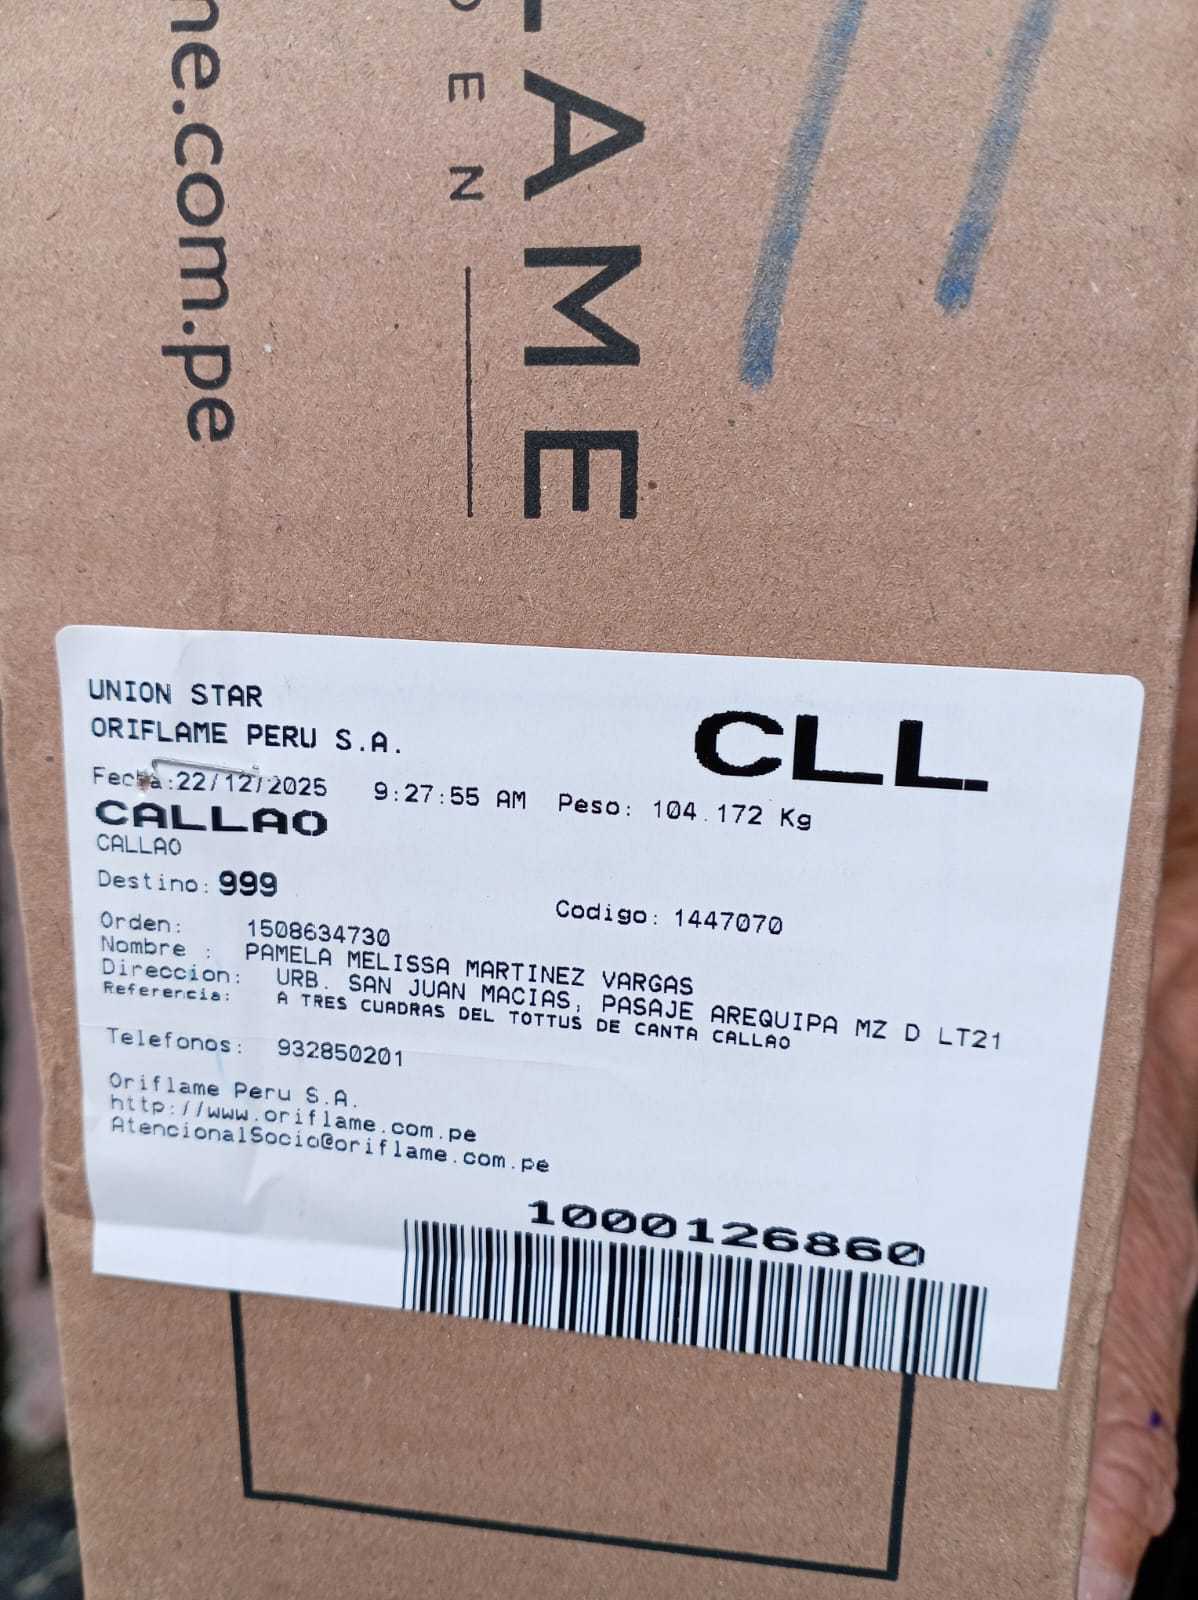 LAME
DEN
ne.com.pe
UNION STAR
ORIFLAME PERU S.A.
CLL
Fecha:22/12/2025 9:27:55 AM Peso: 104.172 Kg
CALLAO
CALLAO
Destino: 999
Codigo: 1447070
Orden: 1508634730
Nombre : PAMELA MELISSA MARTINEZ VARGAS
Direccion: URB. SAN JUAN MACIAS, PASAJE AREQUIPA MZ D LT21
Referencia: A TRES CUADRAS DEL TOTTUS DE CANTA CALLAO
Telefonos: 932850201
Oriflame Peru S.A.
http://www.oriflame.com.pe
AtencionalSocio@oriflame.com.pe
1000126860